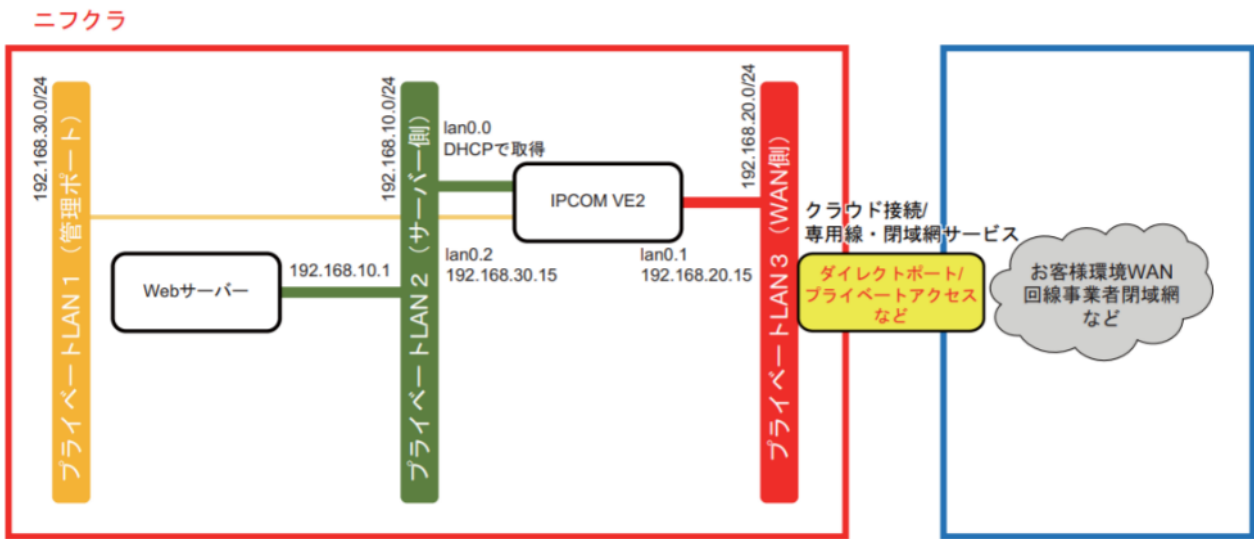 ニフクラ
192.168.30.0/24
プライベートLAN 1（管理ポート）
192.168.10.0/24
プライベートLAN 2（サーバー側）
lan0.0
DHCPで取得
IPCOM VE2
192.168.20.0/24
プライベートLAN 3（WAN側）
クラウド接続/
専用線・閉域網サービス
lan0.2
192.168.30.15
lan0.1
192.168.20.15
Webサーバー
192.168.10.1
ダイレクトポート/
プライベートアクセス
など
お客様環境WAN
回線事業者閉域網
など